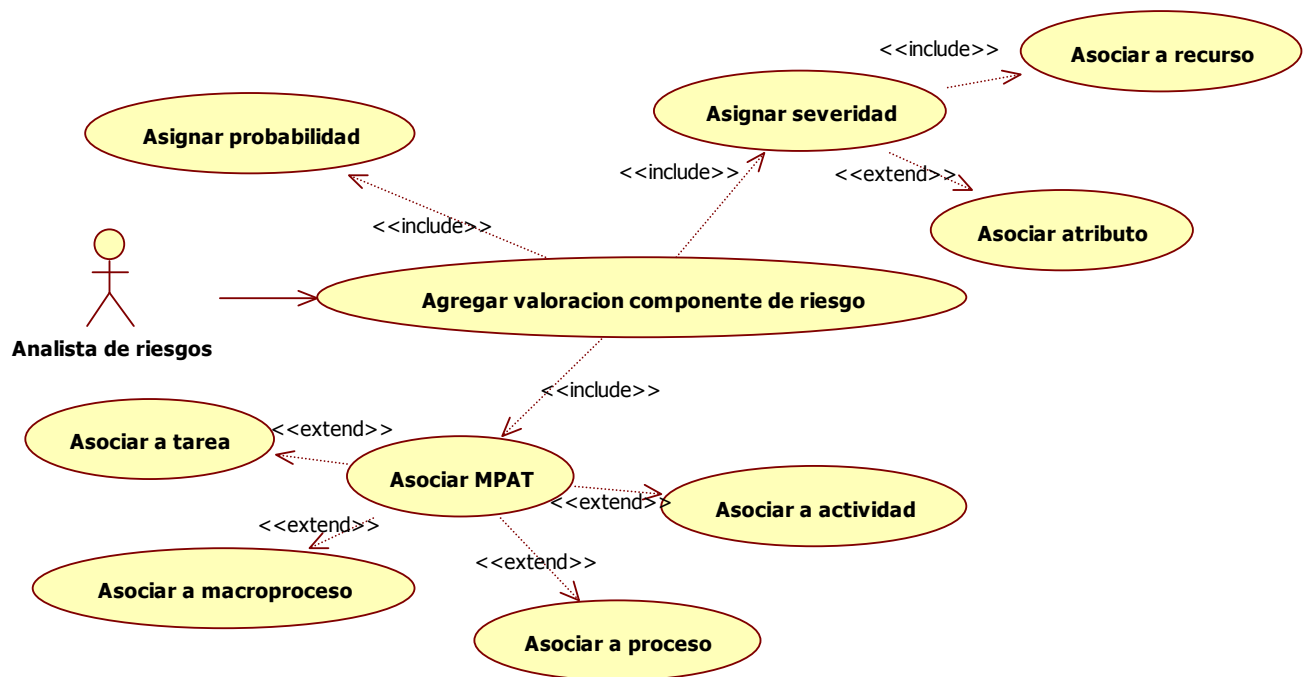 <<include>>
Asociar a recurso
Asignar severidad
Asignar probabilidad
<<include>>
<<extend>>
<<include>>
Asociar atributo
Agregar valoracion componente de riesgo
Analista de riesgos
<<include>>
<<extend>>
Asociar a tarea
Asociar MPAT
<<extend>>
Asociar a actividad
<<extend>>
<<extend>>
Asociar a macroproceso
Asociar a proceso